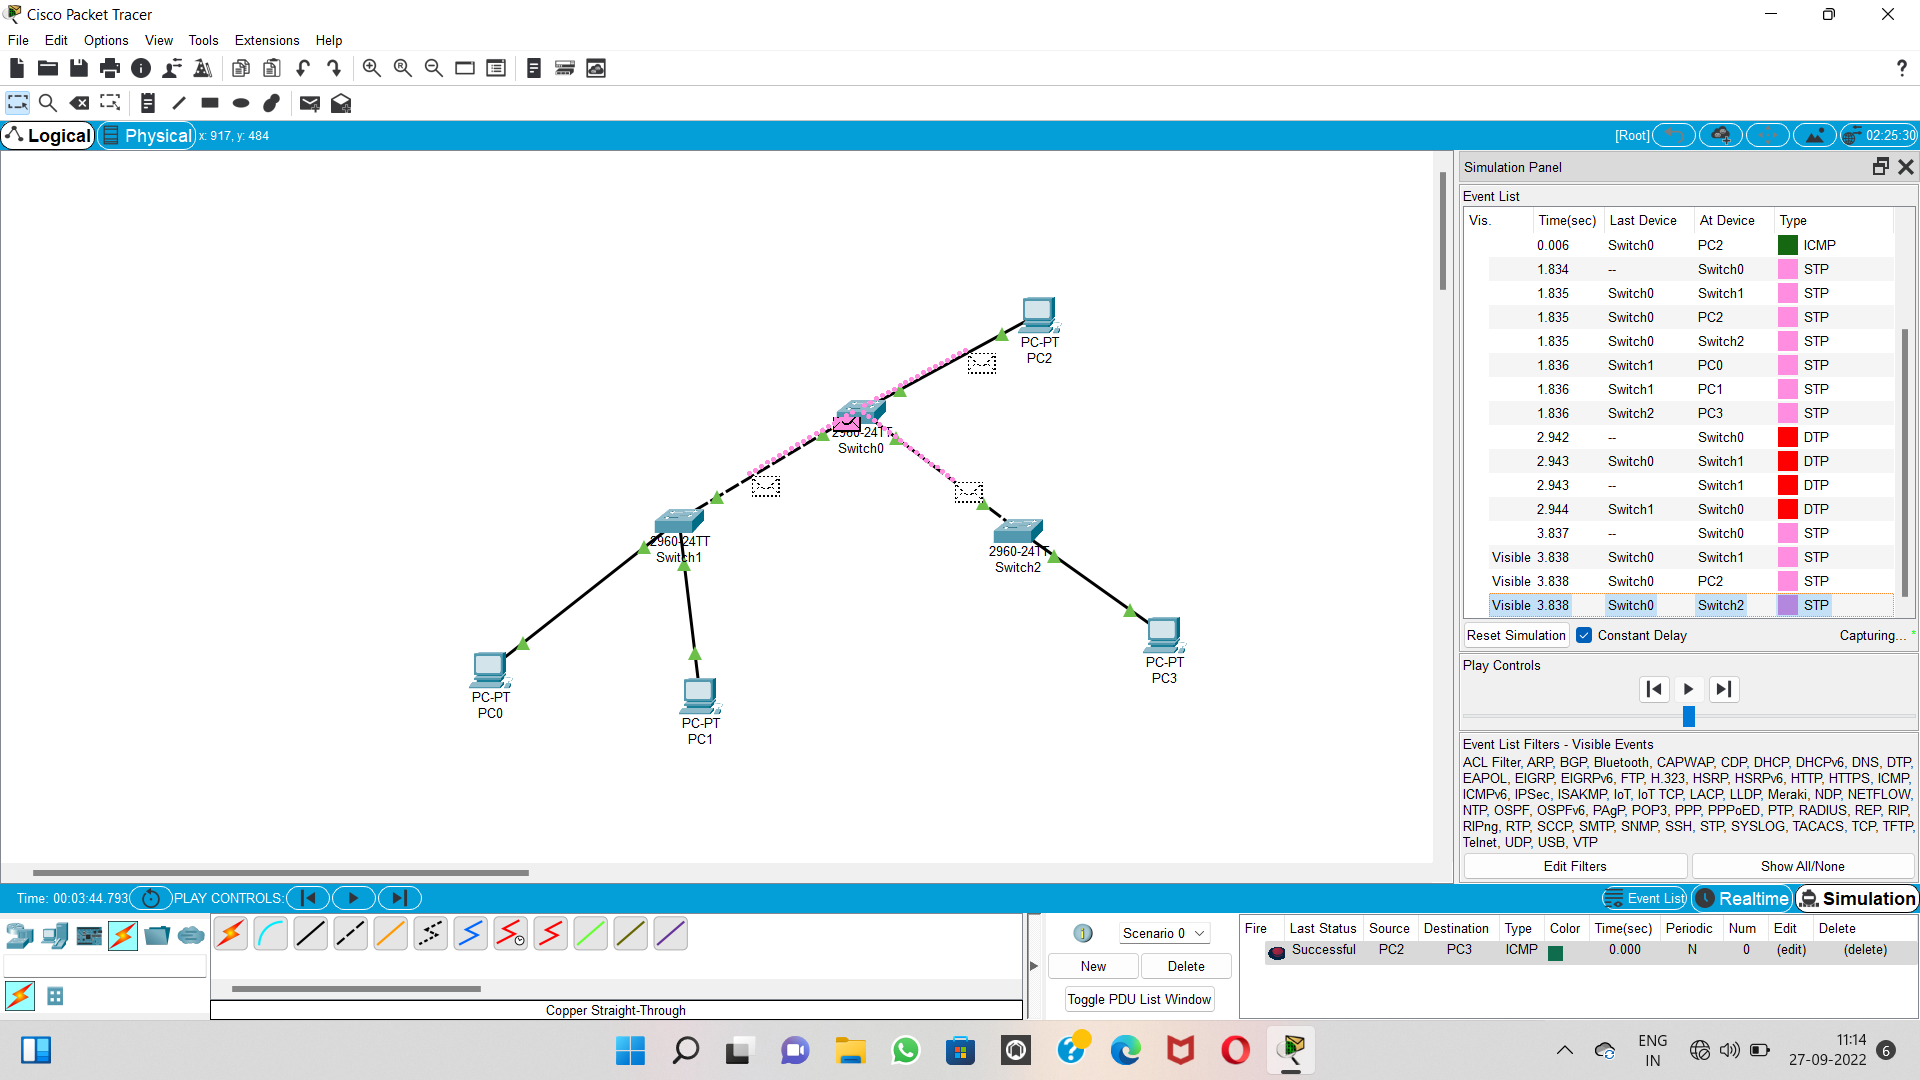 Cisco Packet Tracer
File Edit Options View Tools Extensions Help
Logical Physical x: 917, y: 484 [Root] 02:25:30
Simulation Panel
Event List
Vis. Time(sec) Last Device At Device Type
0.006 Switch0 PC2 ICMP
1.834 -- Switch0 STP
1.835 Switch0 Switch1 STP
1.835 Switch0 PC2 STP
1.835 Switch0 Switch2 STP
1.836 Switch1 PC0 STP
1.836 Switch1 PC1 STP
1.836 Switch2 PC3 STP
2.942 -- Switch0 DTP
2.943 Switch0 Switch1 DTP
2.943 -- Switch1 DTP
2.944 Switch1 Switch0 DTP
3.837 -- Switch0 STP
Visible 3.838 Switch0 Switch1 STP
Visible 3.838 Switch0 PC2 STP
Visible 3.838 Switch0 Switch2 STP
Reset Simulation Constant Delay Capturing...
Play Controls
Event List Filters - Visible Events
ACL Filter, ARP, BGP, Bluetooth, CAPWAP, CDP, DHCP, DHCPv6, DNS, DTP,
EAPOL, EIGRP, EIGRPv6, FTP, H.323, HSRP, HSRPv6, HTTP, HTTPS, ICMP,
ICMPv6, IPSec, ISAKMP, IoT, IoT TCP, LACP, LLDP, Meraki, NDP, NETFLOW,
NTP, OSPF, OSPFv6, PAgP, POP3, PPP, PPPoED, PTP, RADIUS, REP, RIP,
RIPng, RTP, SCCP, SMTP, SNMP, SSH, STP, SYSLOG, TACACS, TCP, TFTP,
Telnet, UDP, USB, VTP
Edit Filters Show All/None
PC-PT
PC2
2960-24TT
Switch0
2960-24TT
Switch1
2960-24TT
Switch2
PC-PT
PC3
PC-PT
PC0
PC-PT
PC1
Time: 00:03:44.793 PLAY CONTROLS: Event List Realtime Simulation
Scenario 0
New Delete
Toggle PDU List Window
Fire Last Status Source Destination Type Color Time(sec) Periodic Num Edit Delete
Successful PC2 PC3 ICMP 0.000 N 0 (edit) (delete)
Copper Straight-Through
ENG
IN
11:14
27-09-2022
6